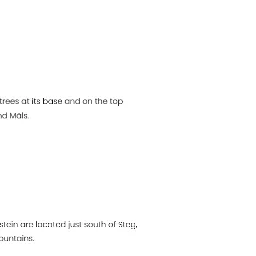 trees at its base and on the top
nd Mäls.
stein are located just south of Steg,
ountains.